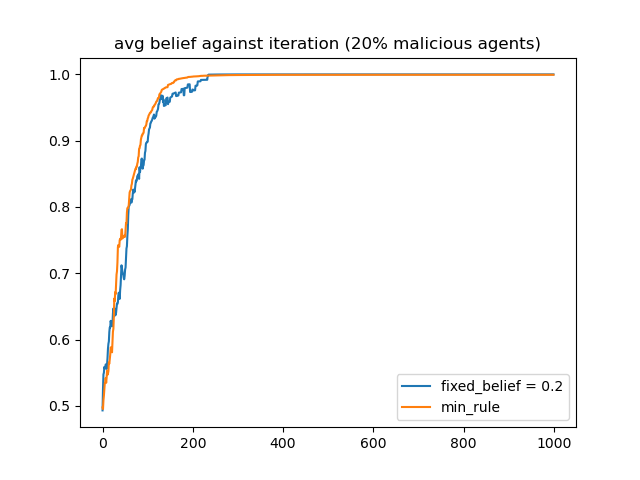 avg belief against iteration (20% malicious agents)
1.0
0.9
0.8
0.7
0.6
0.5
fixed_belief = 0.2
min_rule
0 200 400 600 800 1000